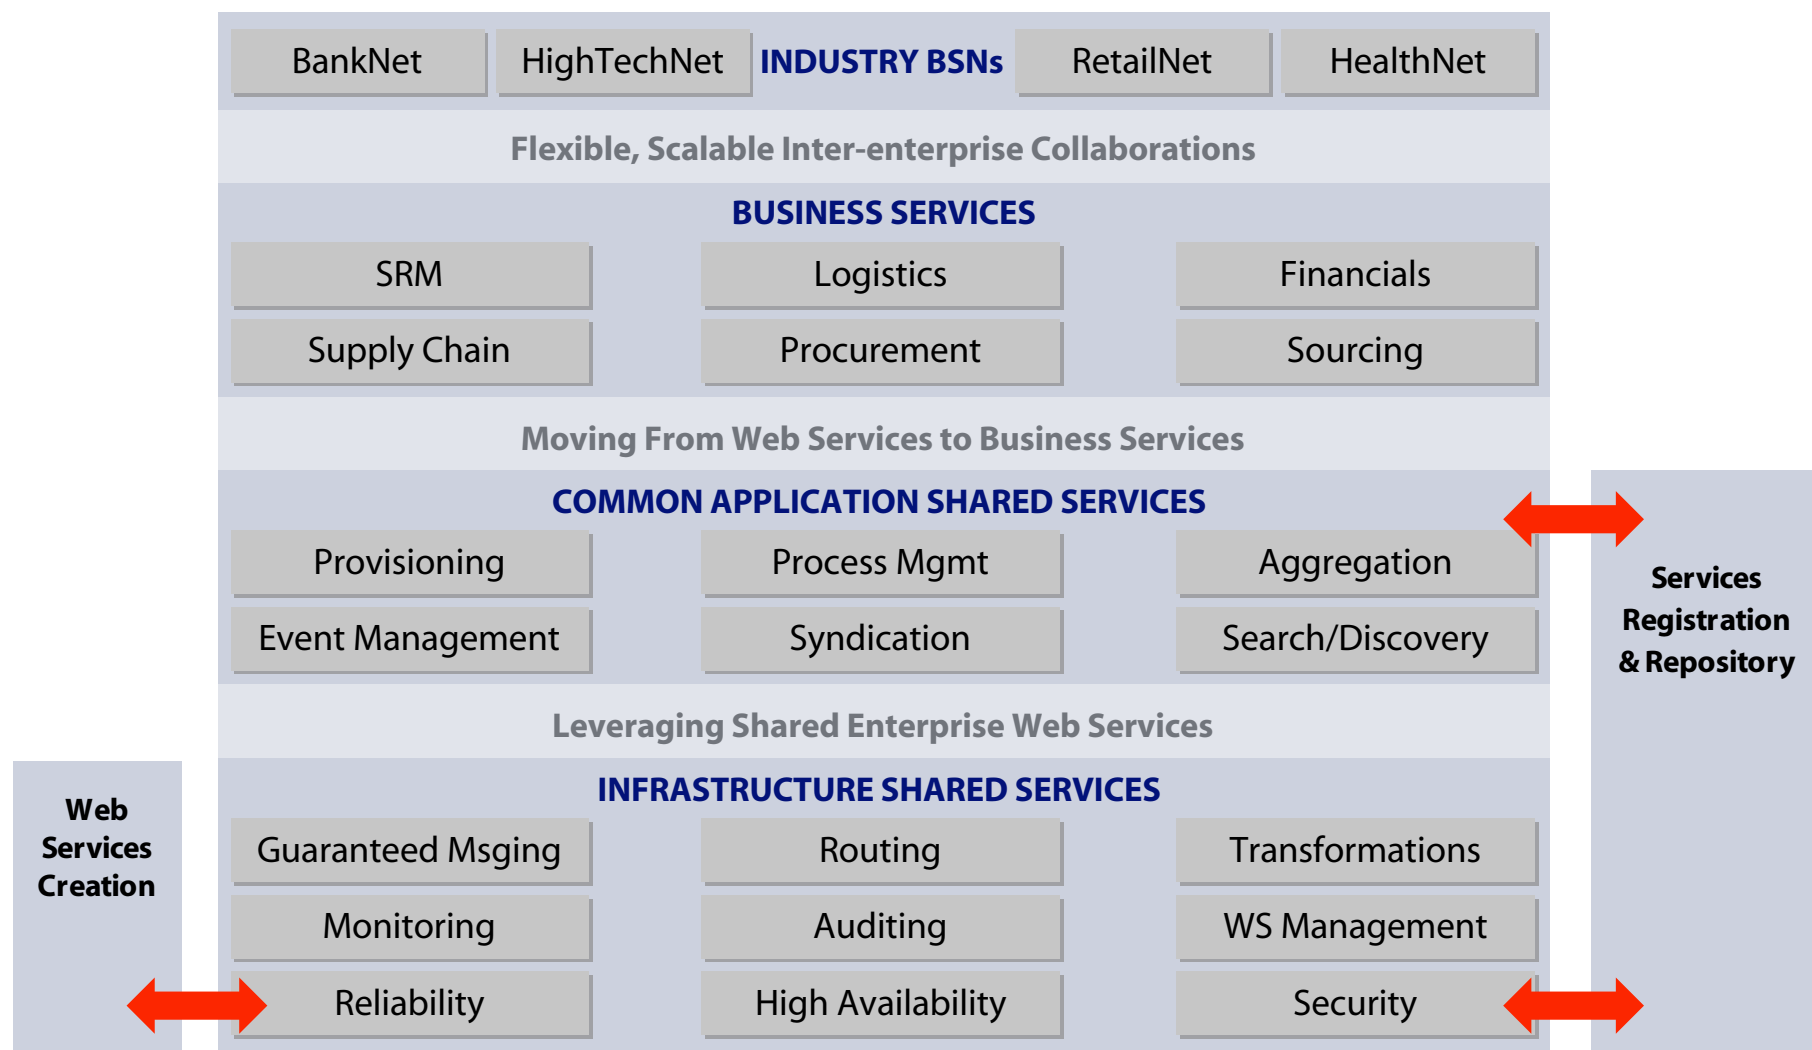 BankNet
HighTechNet
INDUSTRY BSNs
RetailNet
HealthNet
Flexible, Scalable Inter-enterprise Collaborations
BUSINESS SERVICES
SRM
Logistics
Financials
Supply Chain
Procurement
Sourcing
Moving From Web Services to Business Services
COMMON APPLICATION SHARED SERVICES
Provisioning
Process Mgmt
Aggregation
Event Management
Syndication
Search/Discovery
Services
Registration
& Repository
Leveraging Shared Enterprise Web Services
INFRASTRUCTURE SHARED SERVICES
Web
Services
Creation
Guaranteed Msging
Routing
Transformations
Monitoring
Auditing
WS Management
Reliability
High Availability
Security